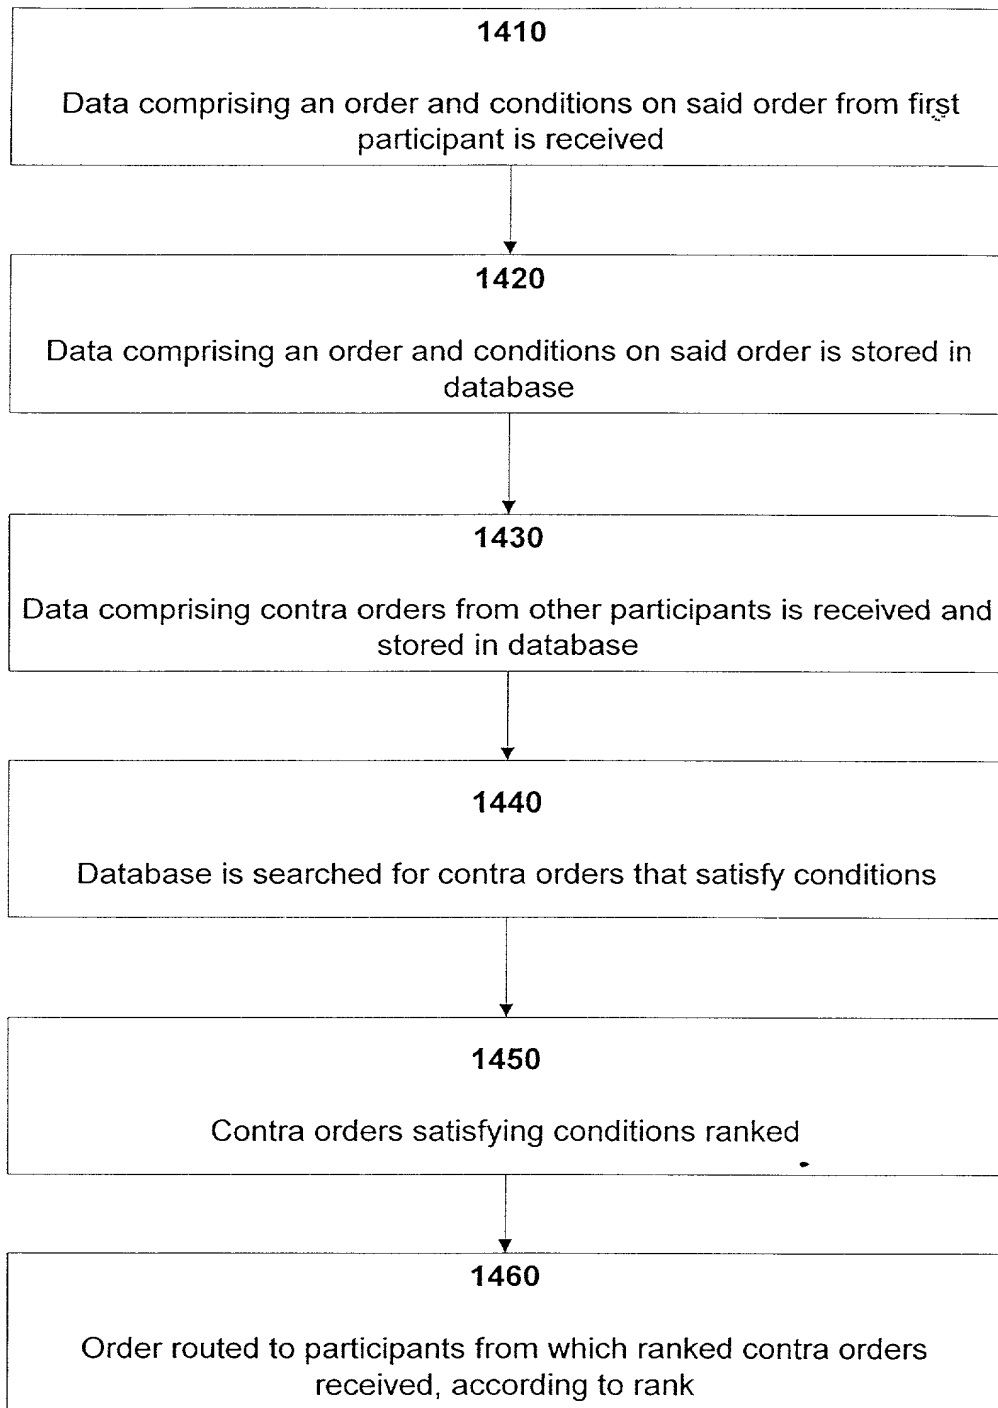 1410
Data comprising an order and conditions on said order from first
participant is received
1420
Data comprising an order and conditions on said order is stored in
database
1430
Data comprising contra orders from other participants is received and
stored in database
1440
Database is searched for contra orders that satisfy conditions
1450
Contra orders satisfying conditions ranked
1460
Order routed to participants from which ranked contra orders
received, according to rank